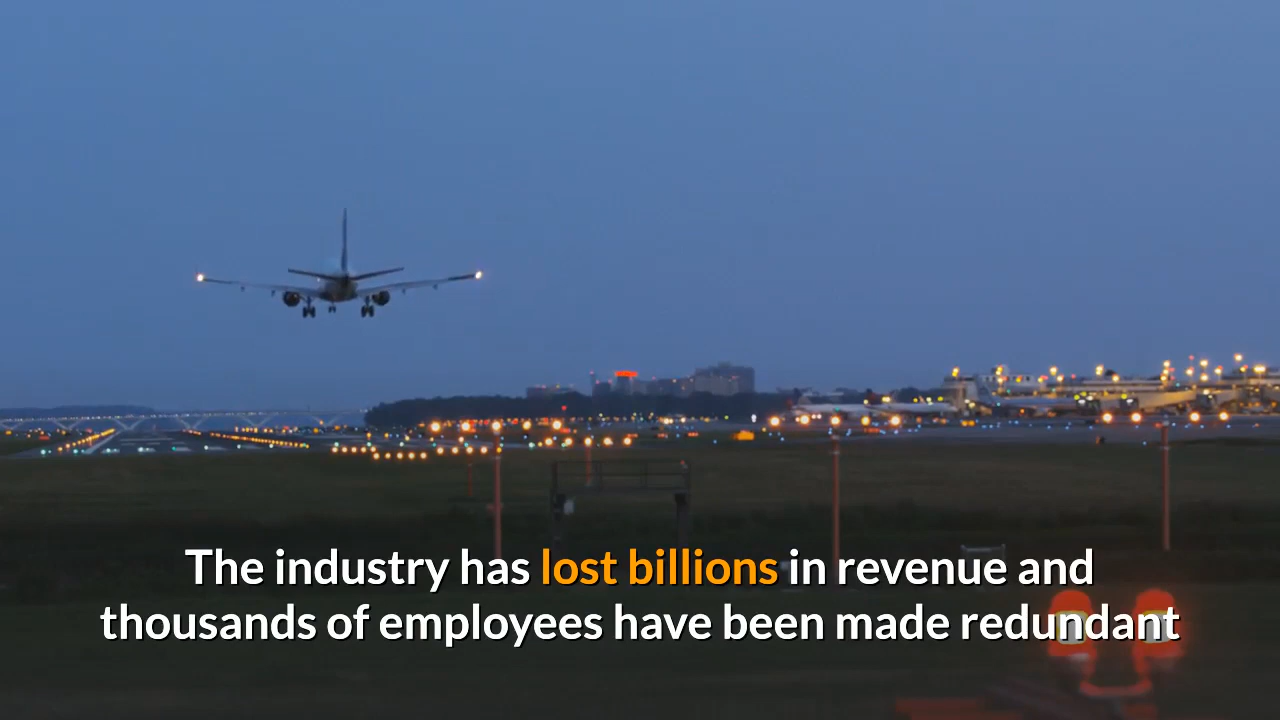 The industry has lost billions in revenue and
thousands of employees have been made redundant